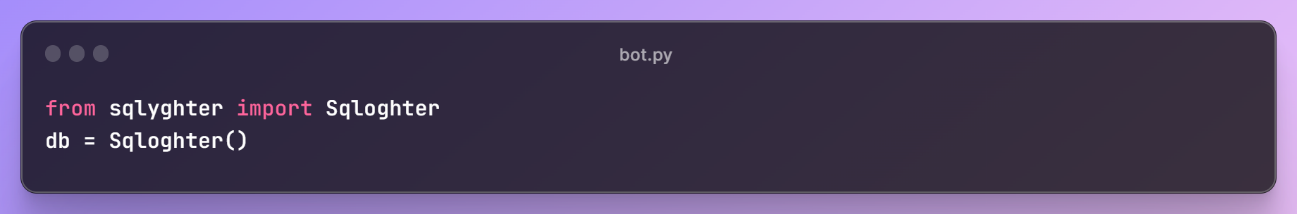 bot.py
from sqlyghter import Sqloghter
db = Sqloghter()